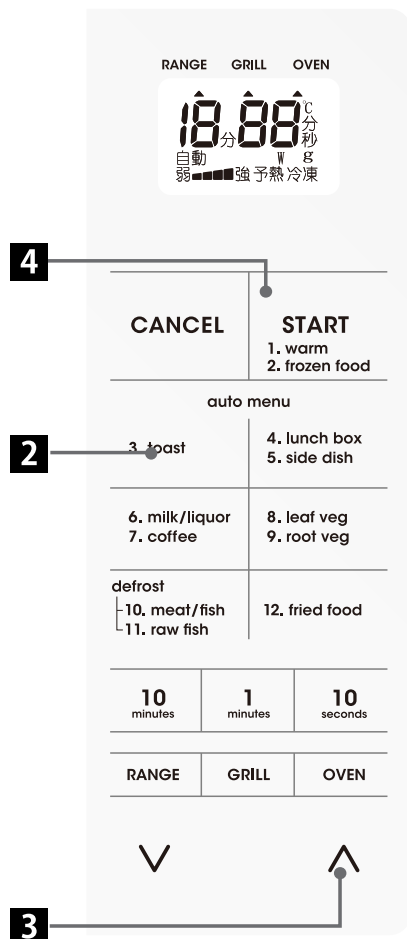 RANGE GRILL OVEN
18分88℃分秒
自動 W g
弱強予熱冷凍
4
CANCEL
START
1. warm
2. frozen food
auto menu
2
3. toast
4. lunch box
5. side dish
6. milk/liquor
7. coffee
8. leaf veg
9. root veg
defrost
10. meat/fish
11. raw fish
12. fried food
10 minutes
1 minutes
10 seconds
RANGE GRILL OVEN
3